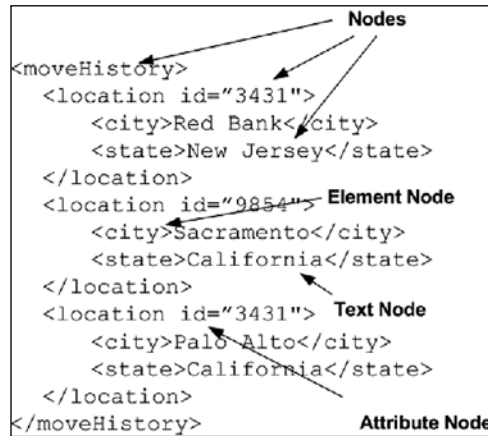 Nodes
<moveHistory>
<location id="3431">
<city>Red Bank</city>
<state>New Jersey</state>
</location>
<location id="9854">
Element Node
<city>Sacramento</city>
<state>California</state>
</location>
Text Node
<location id="3431">
<city>Palo Alto</city>
<state>California</state>
</location>
Attribute Node
</moveHistory>